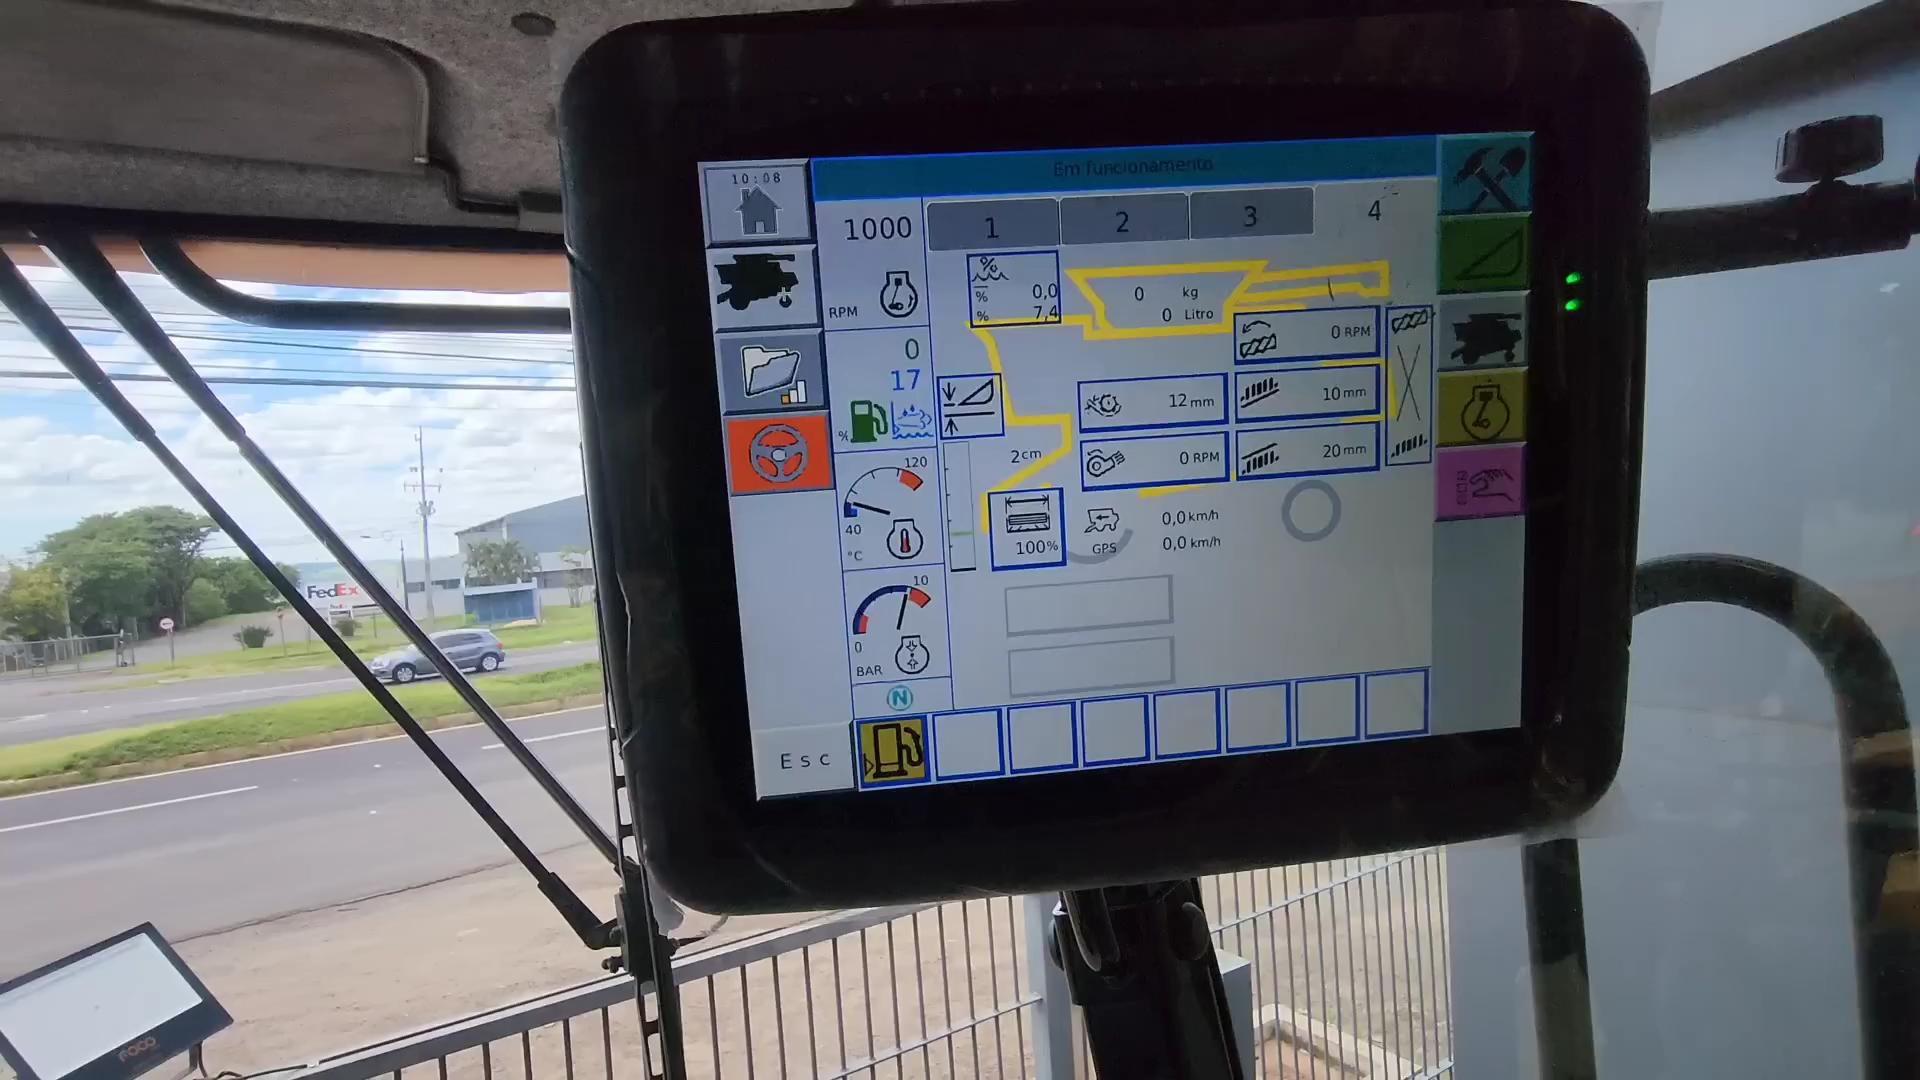 Em funcionamento
10:08
1000
RPM
1
2
3
4
% 0,0
% 7,4
0 kg
0 Litro
0 RPM
0
17
%
12 mm
10 mm
0 RPM
20 mm
2cm
120
40
°C
100%
GPS
0,0 km/h
0,0 km/h
10
0
BAR
N
Esc
FedEx
FedEx
FOCO